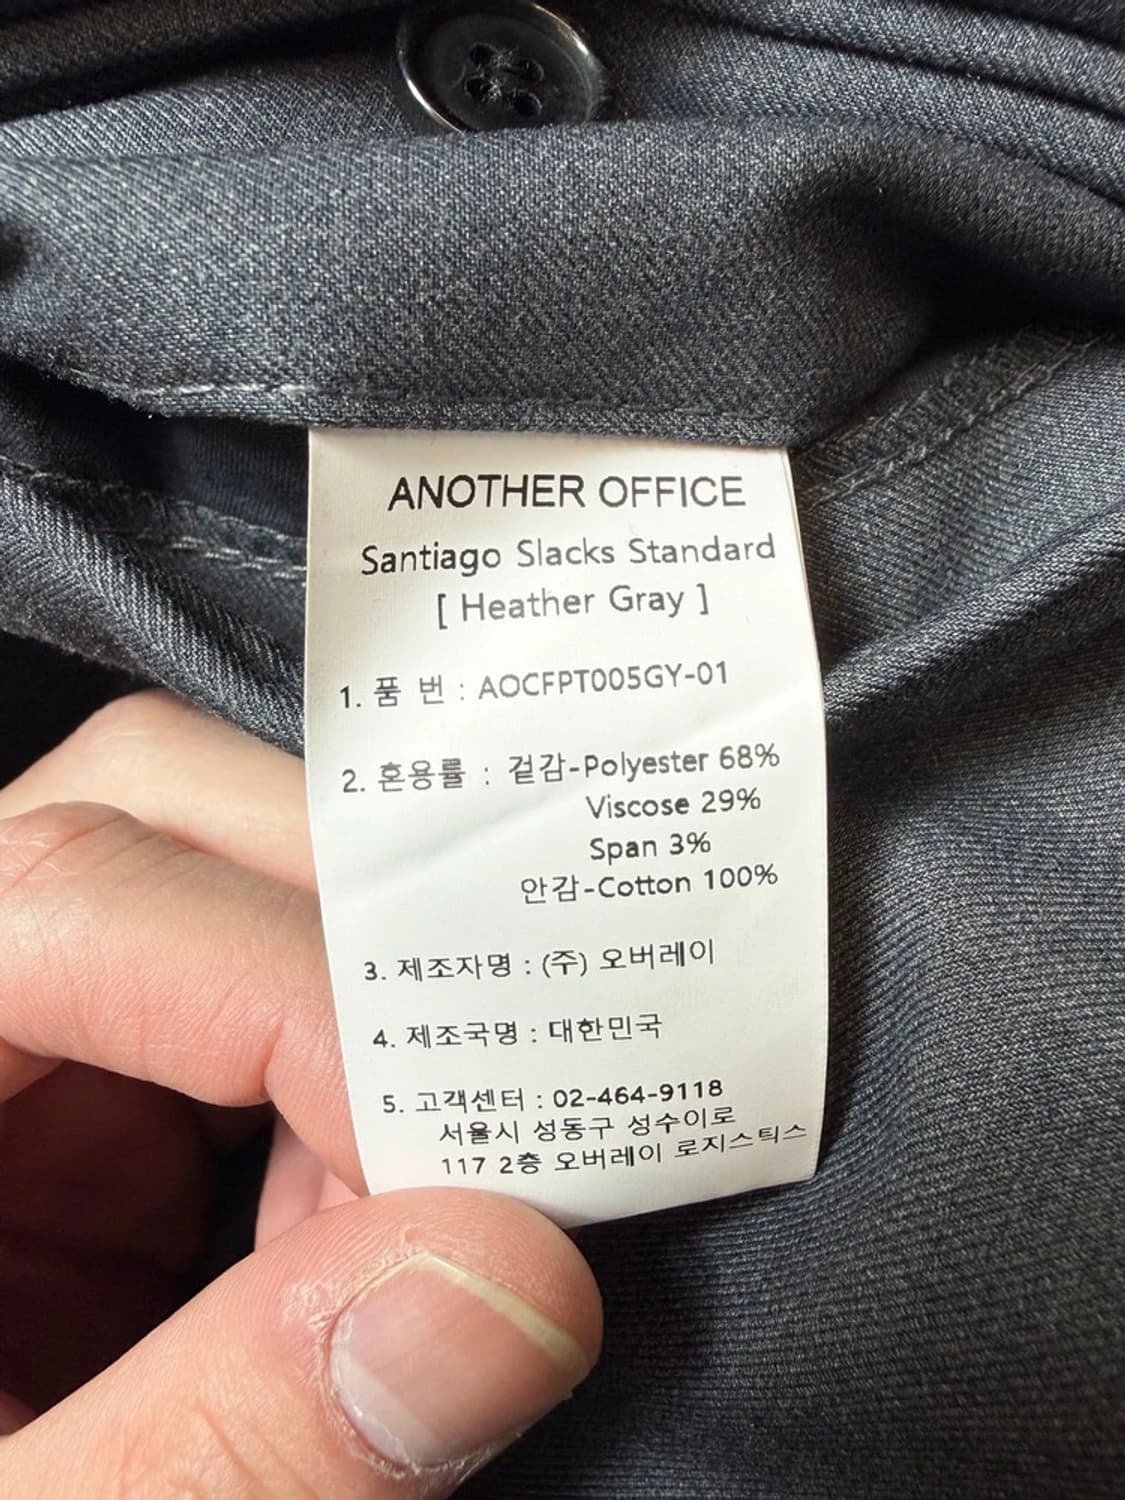 ANOTHER OFFICE
Santiago Slacks Standard
[ Heather Gray ]
1. 품 번 : AOCFPT005GY-01
2. 혼용률 : 겉감-Polyester 68%
Viscose 29%
Span 3%
안감-Cotton 100%
3. 제조자명 : (주) 오버레이
4. 제조국명 : 대한민국
5. 고객센터 : 02-464-9118
서울시 성동구 성수이로
117 2층 오버레이 로지스틱스